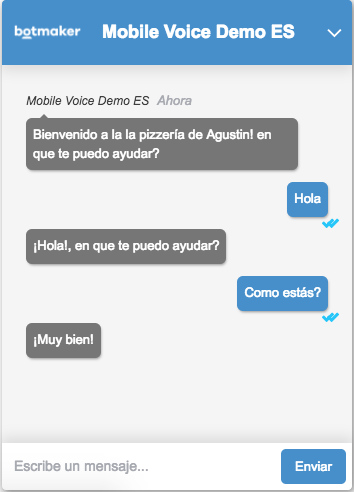 botmaker Mobile Voice Demo ES
Mobile Voice Demo ES Ahora
Bienvenido a la la pizzería de Agustin! en
que te puedo ayudar?
Hola
¡Hola!, en que te puedo ayudar?
Como estás?
¡Muy bien!
Escribe un mensaje... Enviar